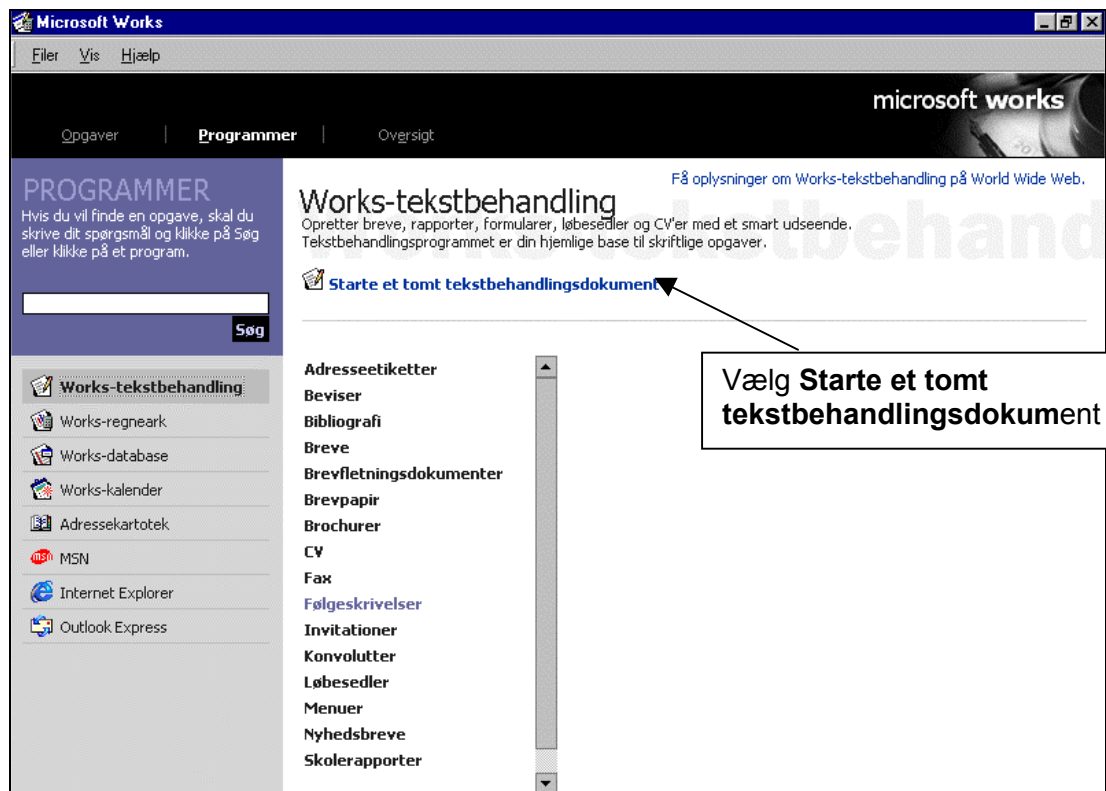 Microsoft Works
Filer Vis Hjælp
microsoft works
Opgaver Programmer Oversigt
PROGRAMMER
Hvis du vil finde en opgave, skal du
skrive dit spørgsmål og klikke på Søg
eller klikke på et program.
Søg
Works-tekstbehandling
Works-regneark
Works-database
Works-kalender
Adressekartotek
msn MSN
Internet Explorer
Outlook Express
Få oplysninger om Works-tekstbehandling på World Wide Web.
Works-tekstbehandling
Works-tekstbehand
Opretter breve, rapporter, formularer, løbesedler og CV'er med et smart udseende.
Tekstbehandlingsprogrammet er din hjemlige base til skriftlige opgaver.
Starte et tomt tekstbehandlingsdokument
Adresseetiketter
Beviser
Bibliografi
Breve
Brevfletningsdokumenter
Brevpapir
Brochurer
CV
Fax
Følgeskrivelser
Invitationer
Konvolutter
Løbesedler
Menuer
Nyhedsbreve
Skolerapporter
Vælg Starte et tomt
tekstbehandlingsdokument